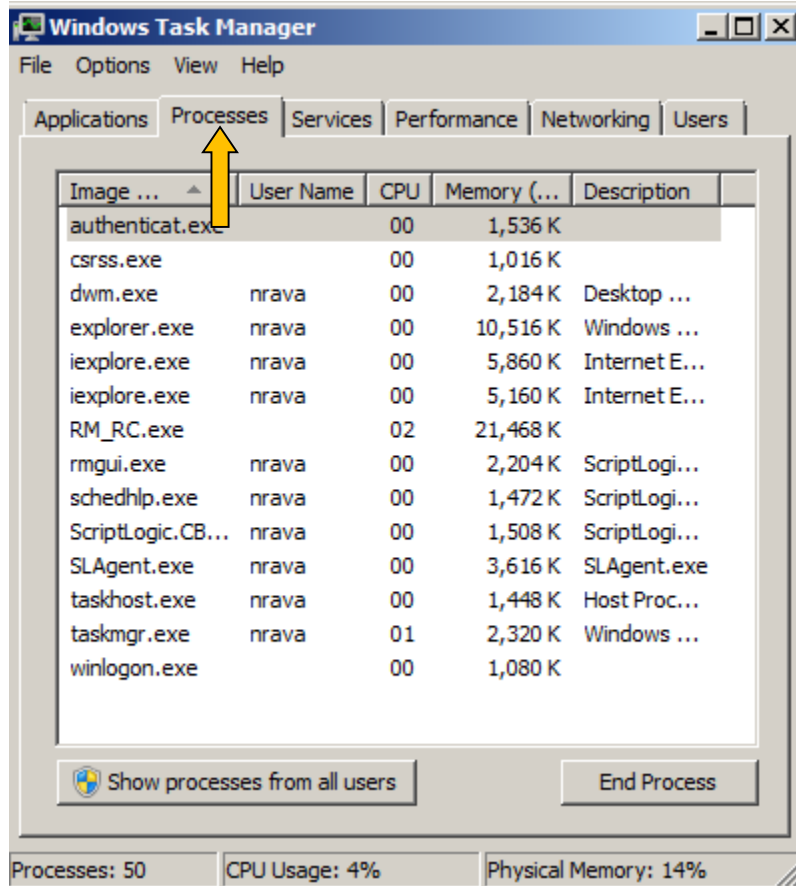 Windows Task Manager
File Options View Help
Applications Processes Services Performance Networking Users
Image ... User Name CPU Memory (... Description
authenticat.exe 00 1,536 K
csrss.exe 00 1,016 K
dwm.exe nrava 00 2,184 K Desktop ...
explorer.exe nrava 00 10,516 K Windows ...
iexplore.exe nrava 00 5,860 K Internet E...
iexplore.exe nrava 00 5,160 K Internet E...
RM_RC.exe 02 21,468 K
rmgui.exe nrava 00 2,204 K ScriptLogi...
schedhlp.exe nrava 00 1,472 K ScriptLogi...
ScriptLogic.CB... nrava 00 1,508 K ScriptLogi...
SLAgent.exe nrava 00 3,616 K SLAgent.exe
taskhost.exe nrava 00 1,448 K Host Proc...
taskmgr.exe nrava 01 2,320 K Windows ...
winlogon.exe 00 1,080 K
Show processes from all users End Process
Processes: 50 CPU Usage: 4% Physical Memory: 14%